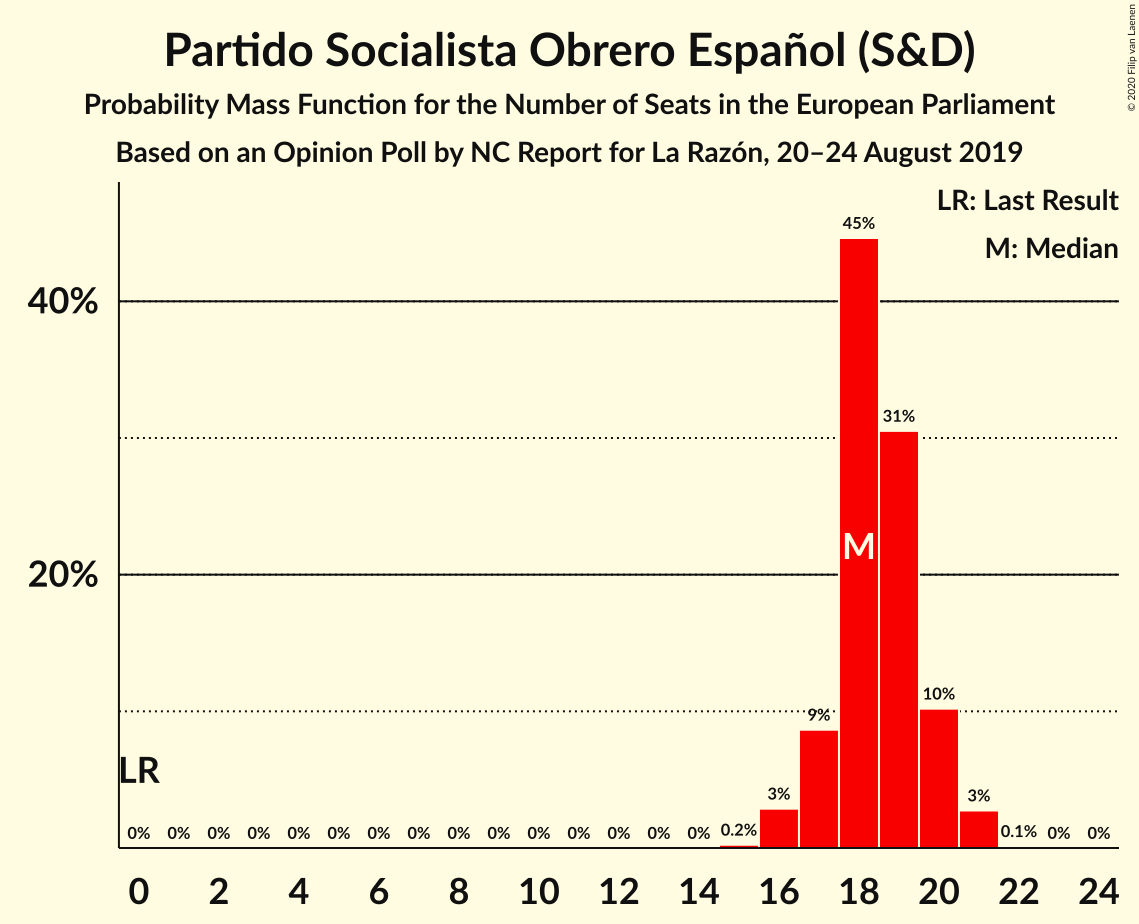 Partido Socialista Obrero Español (S&D)
Probability Mass Function for the Number of Seats in the European Parliament
Based on an Opinion Poll by NC Report for La Razón, 20–24 August 2019
© 2020 Filip van Laenen
LR: Last Result
M: Median
45%
40%
31%
M
20%
10%
9%
LR
3%
3%
0% 0% 0% 0% 0% 0% 0% 0% 0% 0% 0% 0% 0% 0% 0% 0.2% 0.1% 0% 0%
0 2 4 6 8 10 12 14 16 18 20 22 24